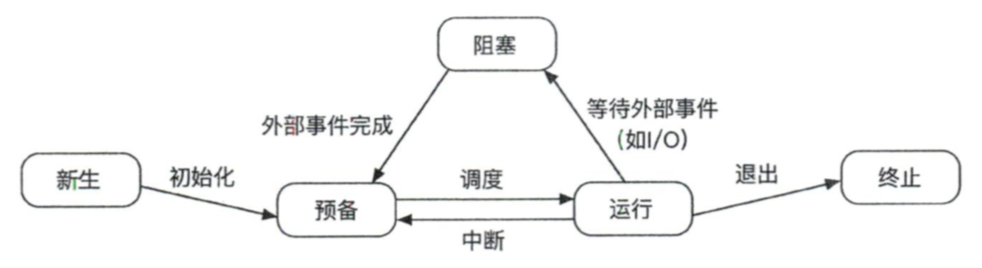 阻塞
外部事件完成
等待外部事件
(如I/O)
新生
初始化
预备
调度
中断
运行
退出
终止